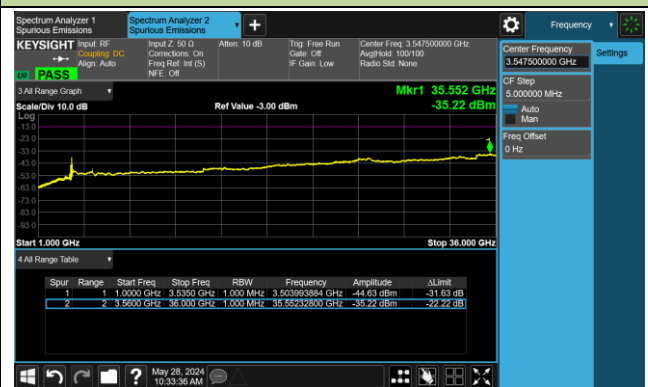 Spectrum Analyzer 1
Spurious Emissions
Spectrum Analyzer 2
Spurious Emissions
Frequency
KEYSIGHT
Input: RF
Coupling: DC
Align: Auto
Input Z: 50 Ω
Corrections: On
Freq Ref: Int (S)
NFE: Off
Atten: 10 dB
Trig: Free Run
Gate: Off
IF Gain: Low
Center Freq: 3.547500000 GHz
Avg|Hold: 100/100
Radio Std: None
PASS
Center Frequency
3.547500000 GHz
Settings
CF Step
5.000000 MHz
Auto
Man
Freq Offset
0 Hz
3 All Range Graph
Mkr1 35.552 GHz
Scale/Div 10.0 dB
Ref Value -3.00 dBm
-35.22 dBm
Log
-13.0
-23.0
-33.0
-43.0
-53.0
-63.0
-73.0
-83.0
-93.0
Start 1.000 GHz
Stop 36.000 GHz
4 All Range Table
Spur Range Start Freq Stop Freq RBW Frequency Amplitude ΔLimit
1 1 1.0000 GHz 3.5350 GHz 1.000 MHz 3.503993884 GHz -44.63 dBm -31.63 dB
2 2 3.5600 GHz 36.000 GHz 1.000 MHz 35.55232800 GHz -35.22 dBm -22.22 dB
May 28, 2024
10:33:36 AM